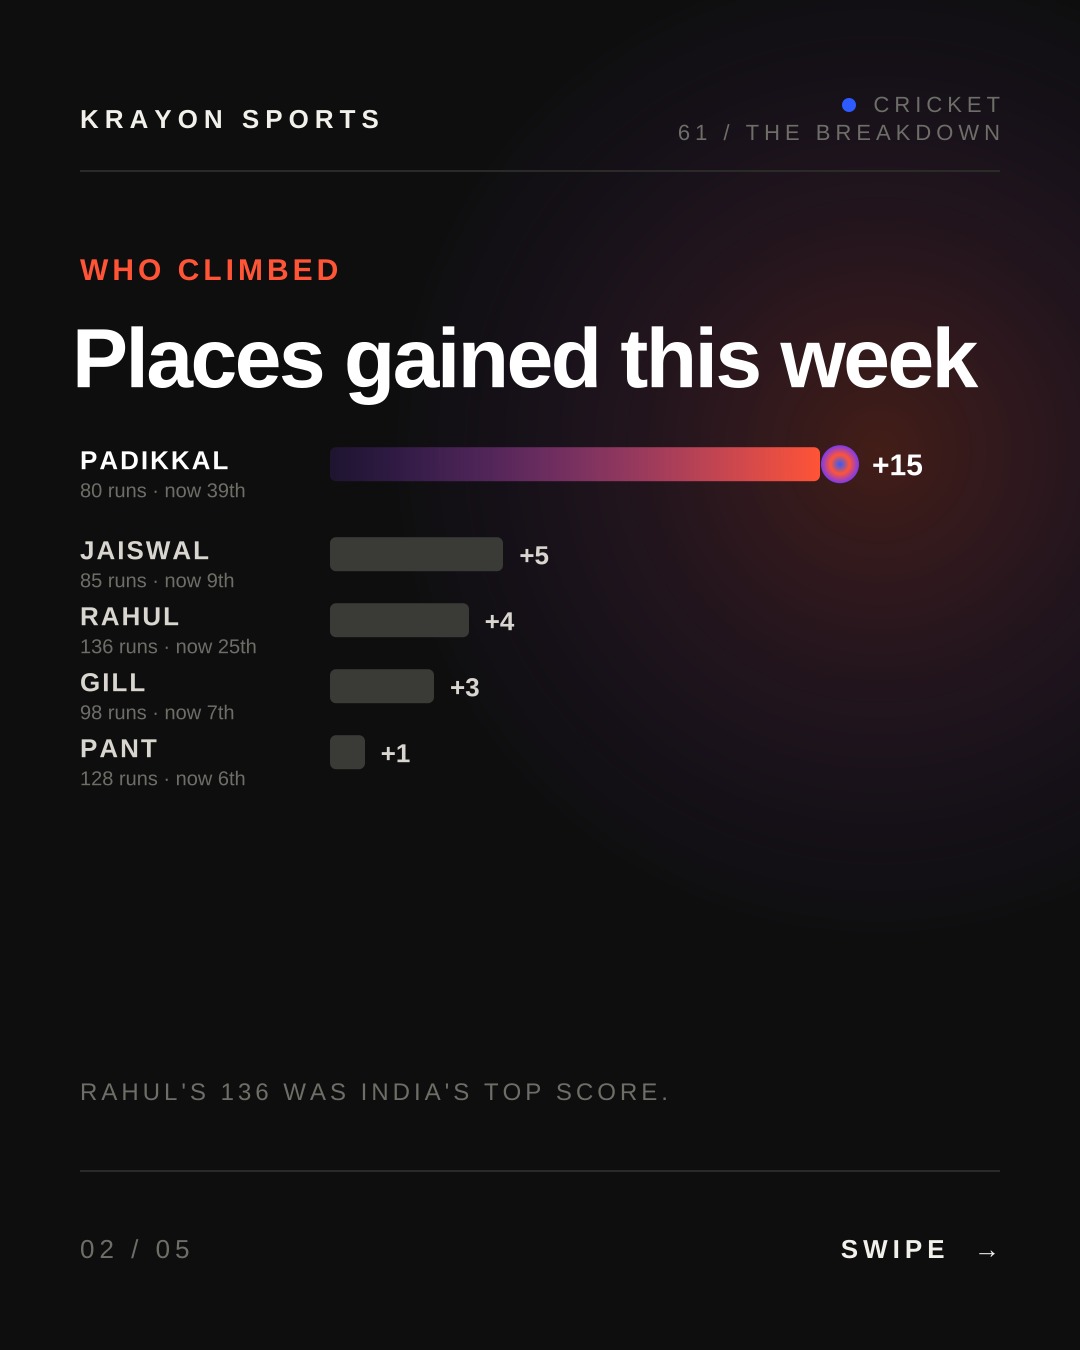 KRAYON SPORTS
CRICKET
61 / THE BREAKDOWN
WHO CLIMBED
Places gained this week
PADIKKAL
80 runs · now 39th
+15
JAISWAL
85 runs · now 9th
+5
RAHUL
136 runs · now 25th
+4
GILL
98 runs · now 7th
+3
PANT
128 runs · now 6th
+1
RAHUL'S 136 WAS INDIA'S TOP SCORE.
02 / 05
SWIPE →